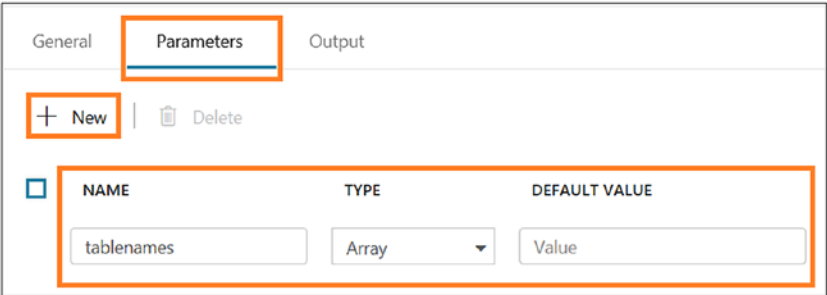 General Parameters Output
+ New Delete
NAME TYPE DEFAULT VALUE
tablenames Array Value